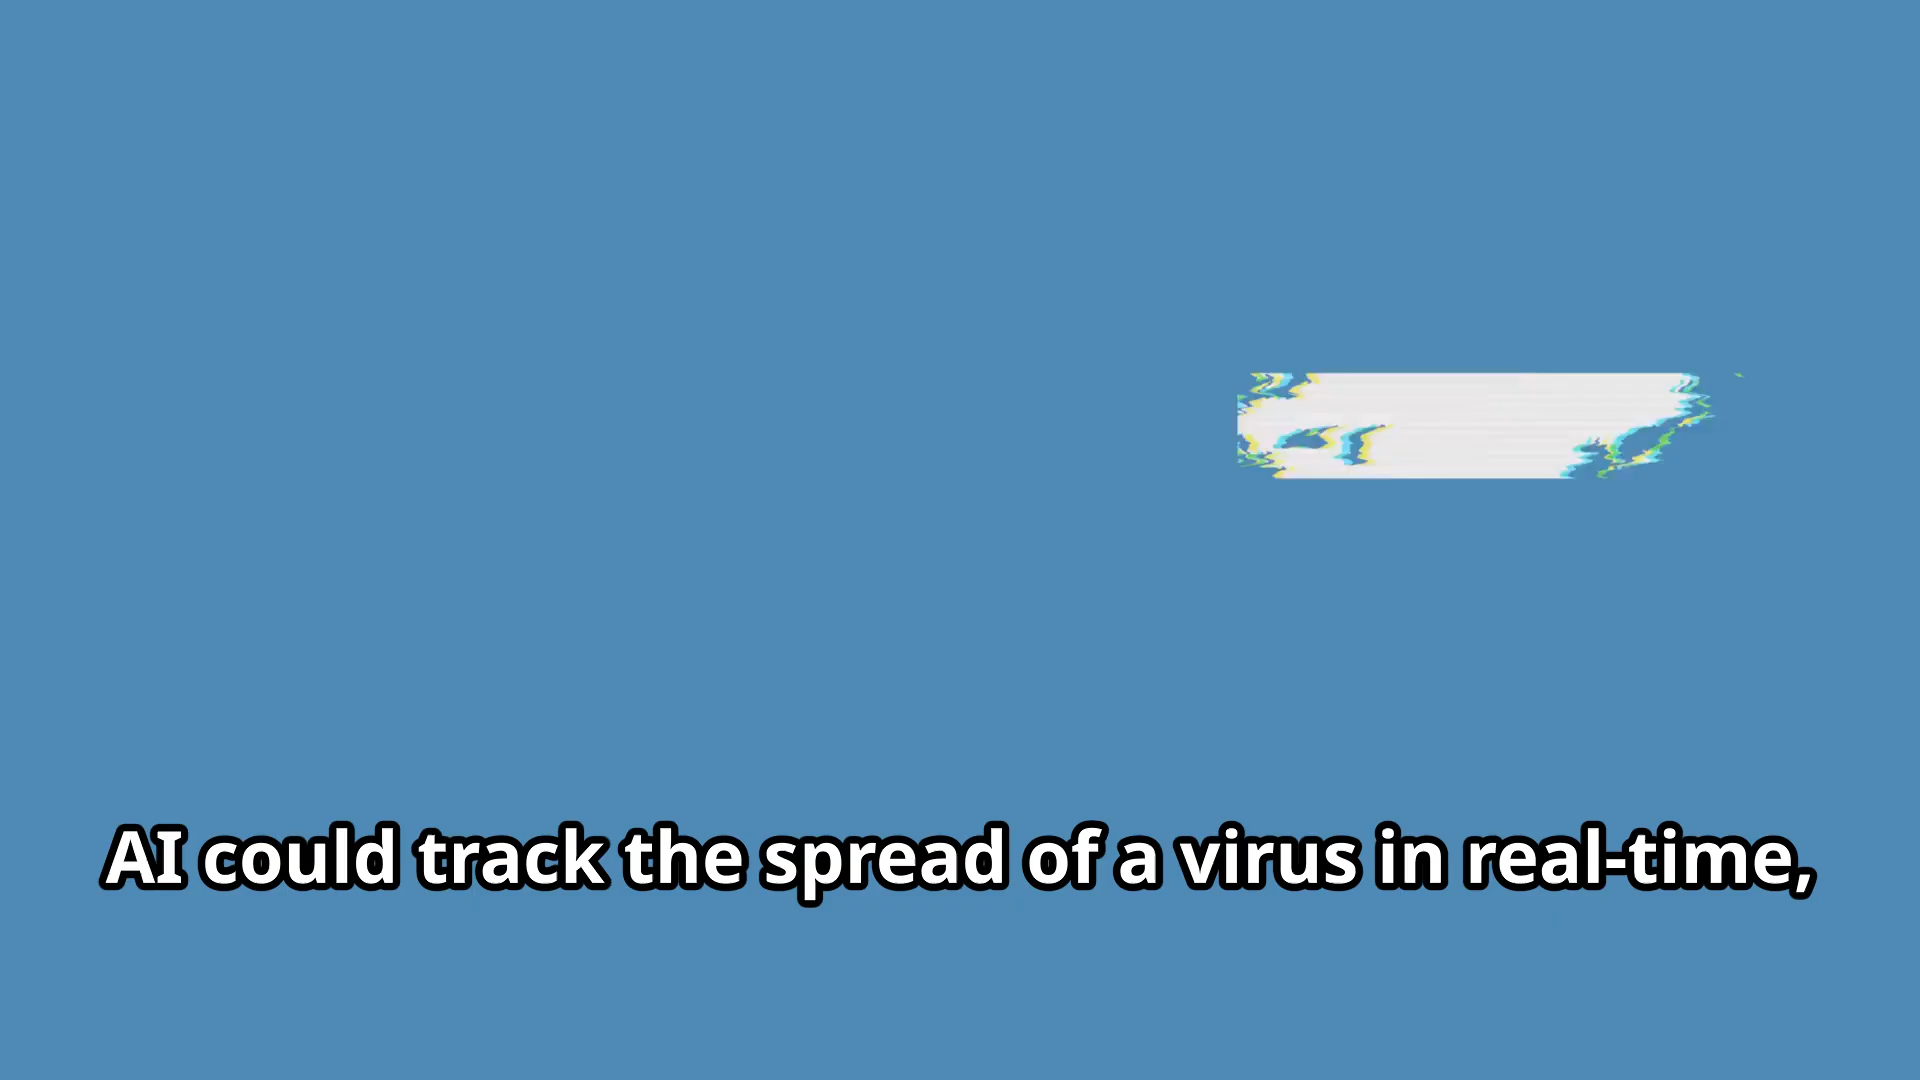 AI could track the spread of a virus in real-time,